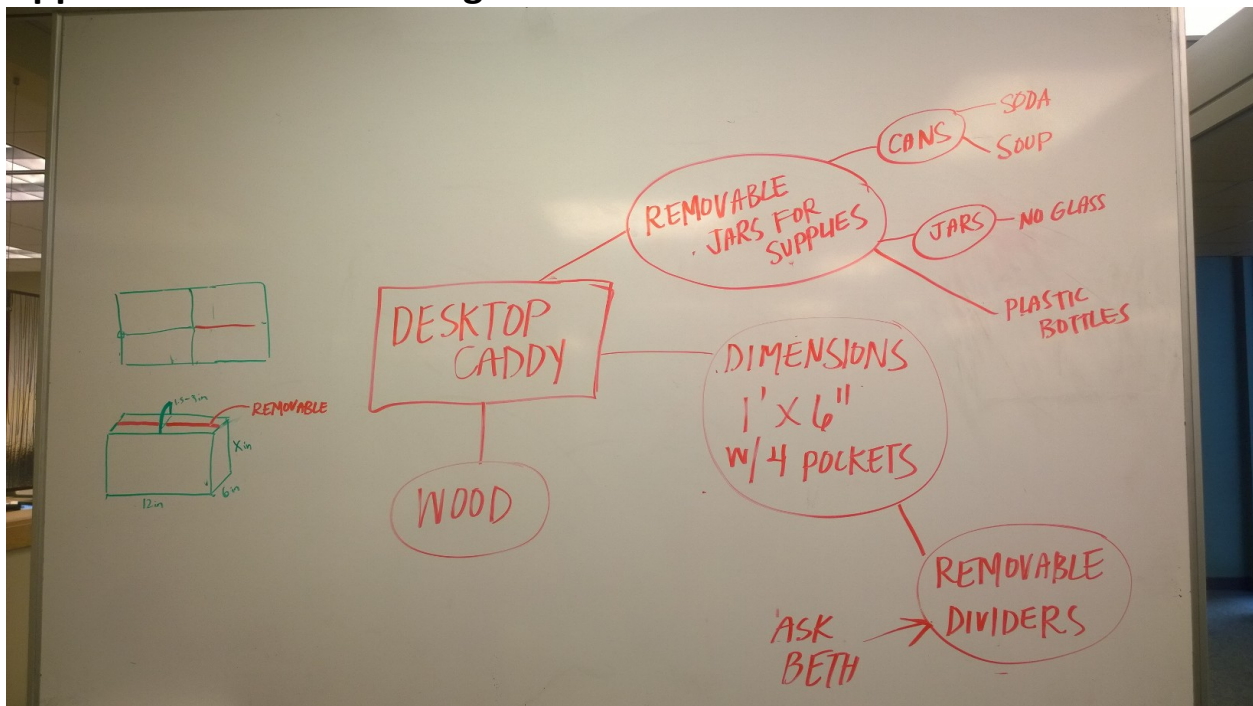 SODA
CANS
SOUP
REMOVABLE
JARS FOR
SUPPLIES
JARS
NO GLASS
PLASTIC
BOTTLES
DESKTOP
CADDY
DIMENSIONS
1' X 6"
W/ 4 POCKETS
WOOD
REMOVABLE
DIVIDERS
ASK
BETH
REMOVABLE
X in
6in
12in